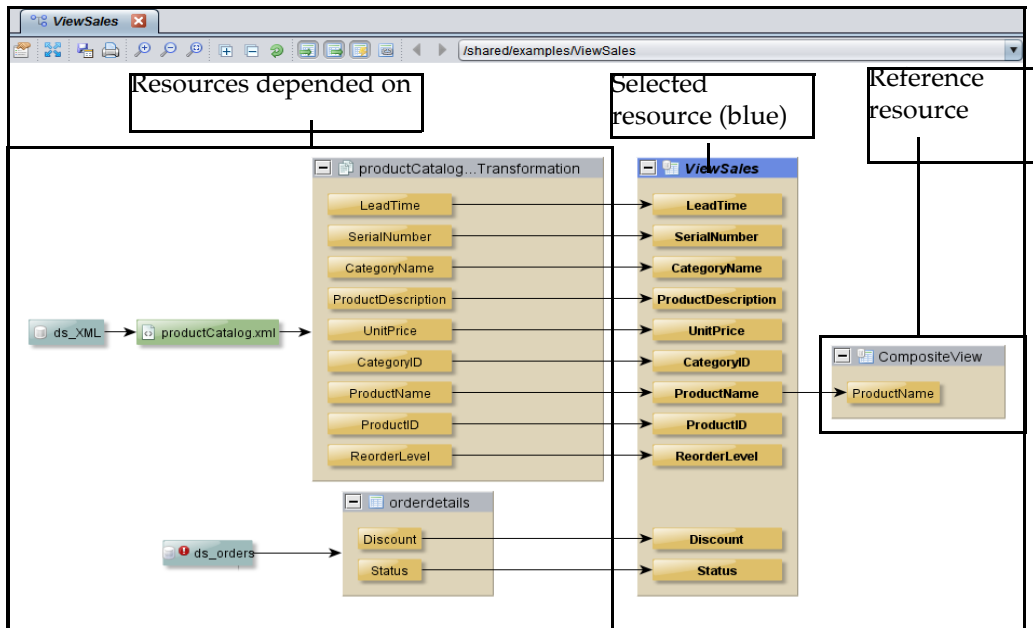 ViewSales
/shared/examples/ViewSales
Resources depended on
Selected
resource (blue)
Reference
resource
productCatalog...Transformation
LeadTime
SerialNumber
CategoryName
ProductDescription
UnitPrice
CategoryID
ProductName
ProductID
ReorderLevel
ds_XML
productCatalog.xml
orderdetails
Discount
Status
ds_orders
ViewSales
LeadTime
SerialNumber
CategoryName
ProductDescription
UnitPrice
CategoryID
ProductName
ProductID
ReorderLevel
Discount
Status
CompositeView
ProductName